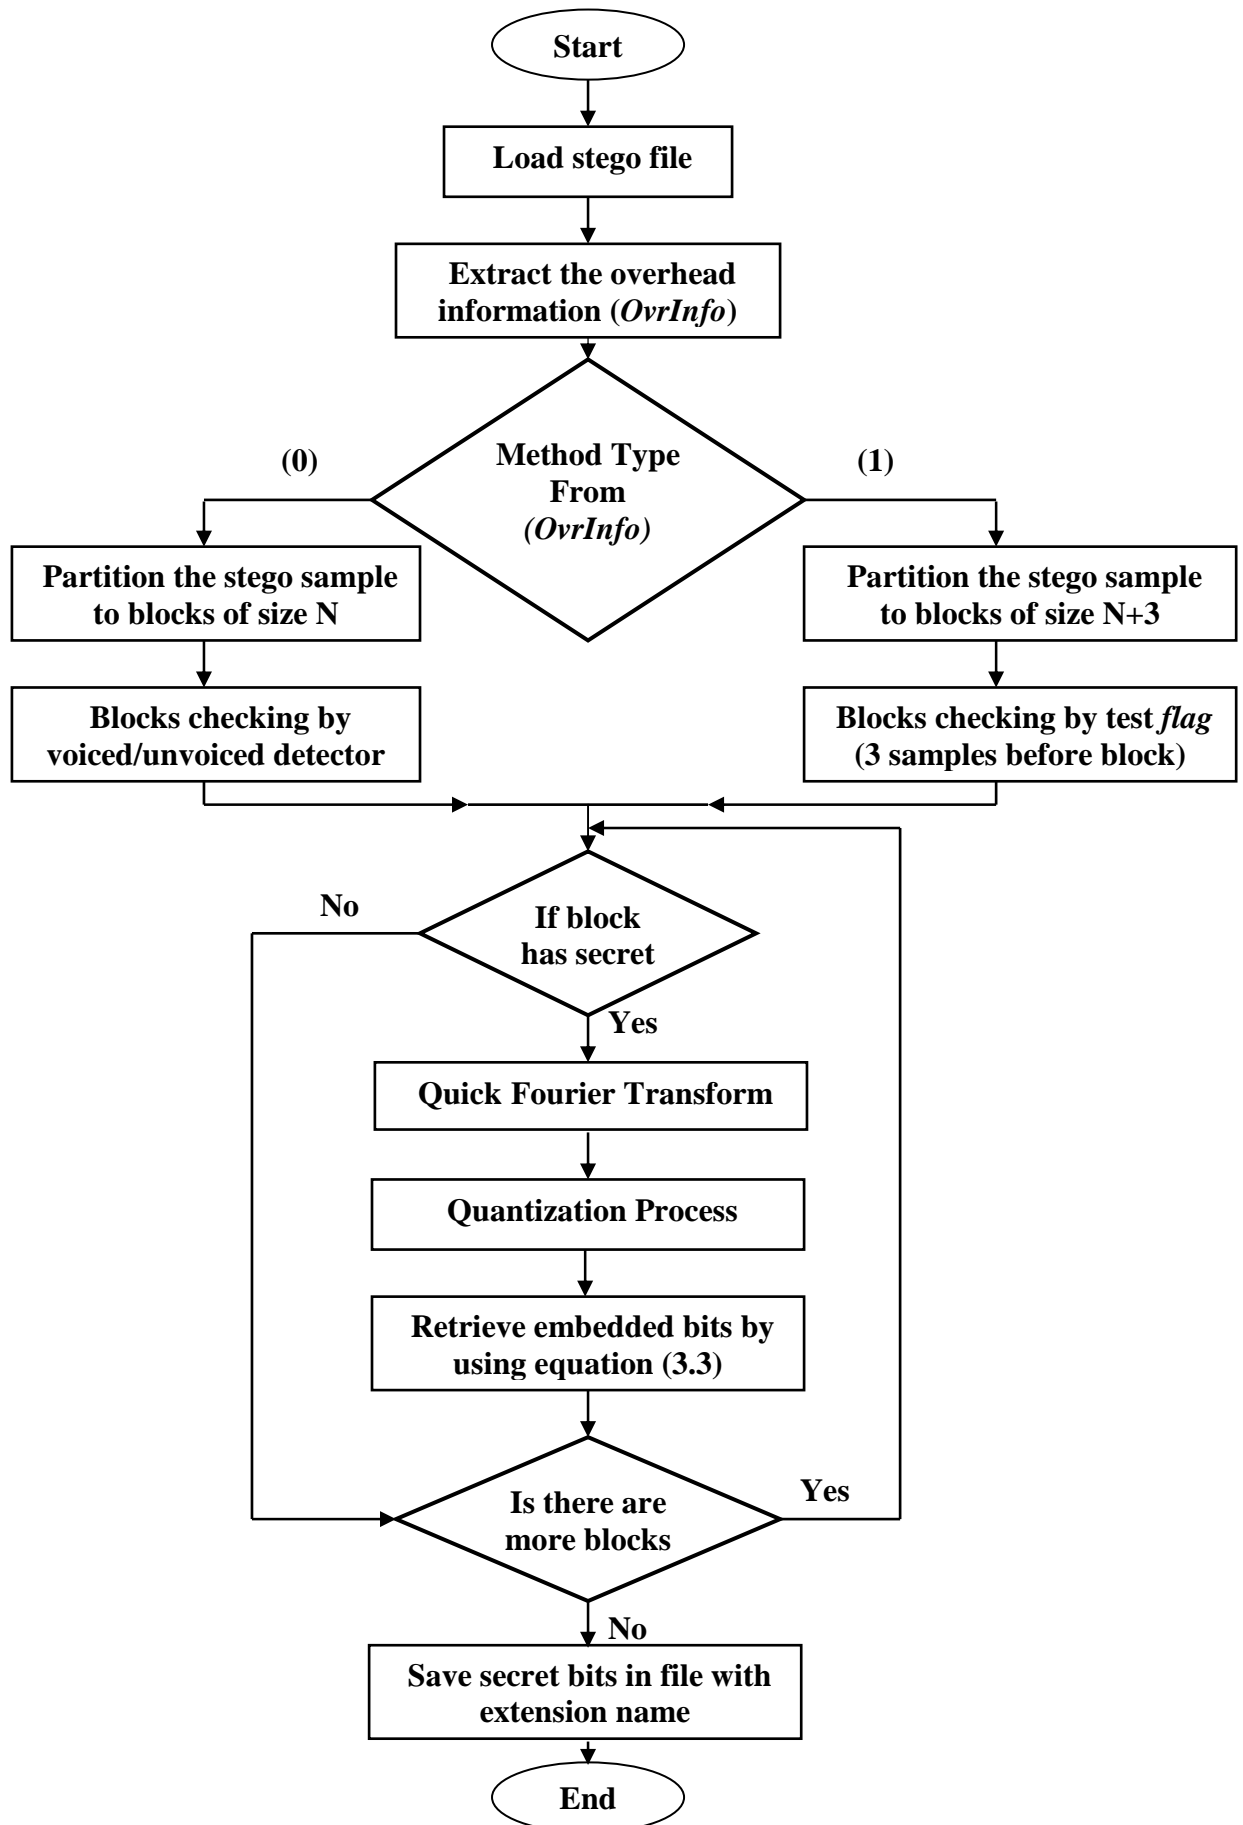 Start
Load stego file
Extract the overhead
information (OvrInfo)
Method Type
From
(OvrInfo)
(0)
(1)
Partition the stego sample
to blocks of size N
Partition the stego sample
to blocks of size N+3
Blocks checking by
voiced/unvoiced detector
Blocks checking by test flag
(3 samples before block)
If block
has secret
No
Yes
Quick Fourier Transform
Quantization Process
Retrieve embedded bits by
using equation (3.3)
Is there are
more blocks
Yes
No
Save secret bits in file with
extension name
End